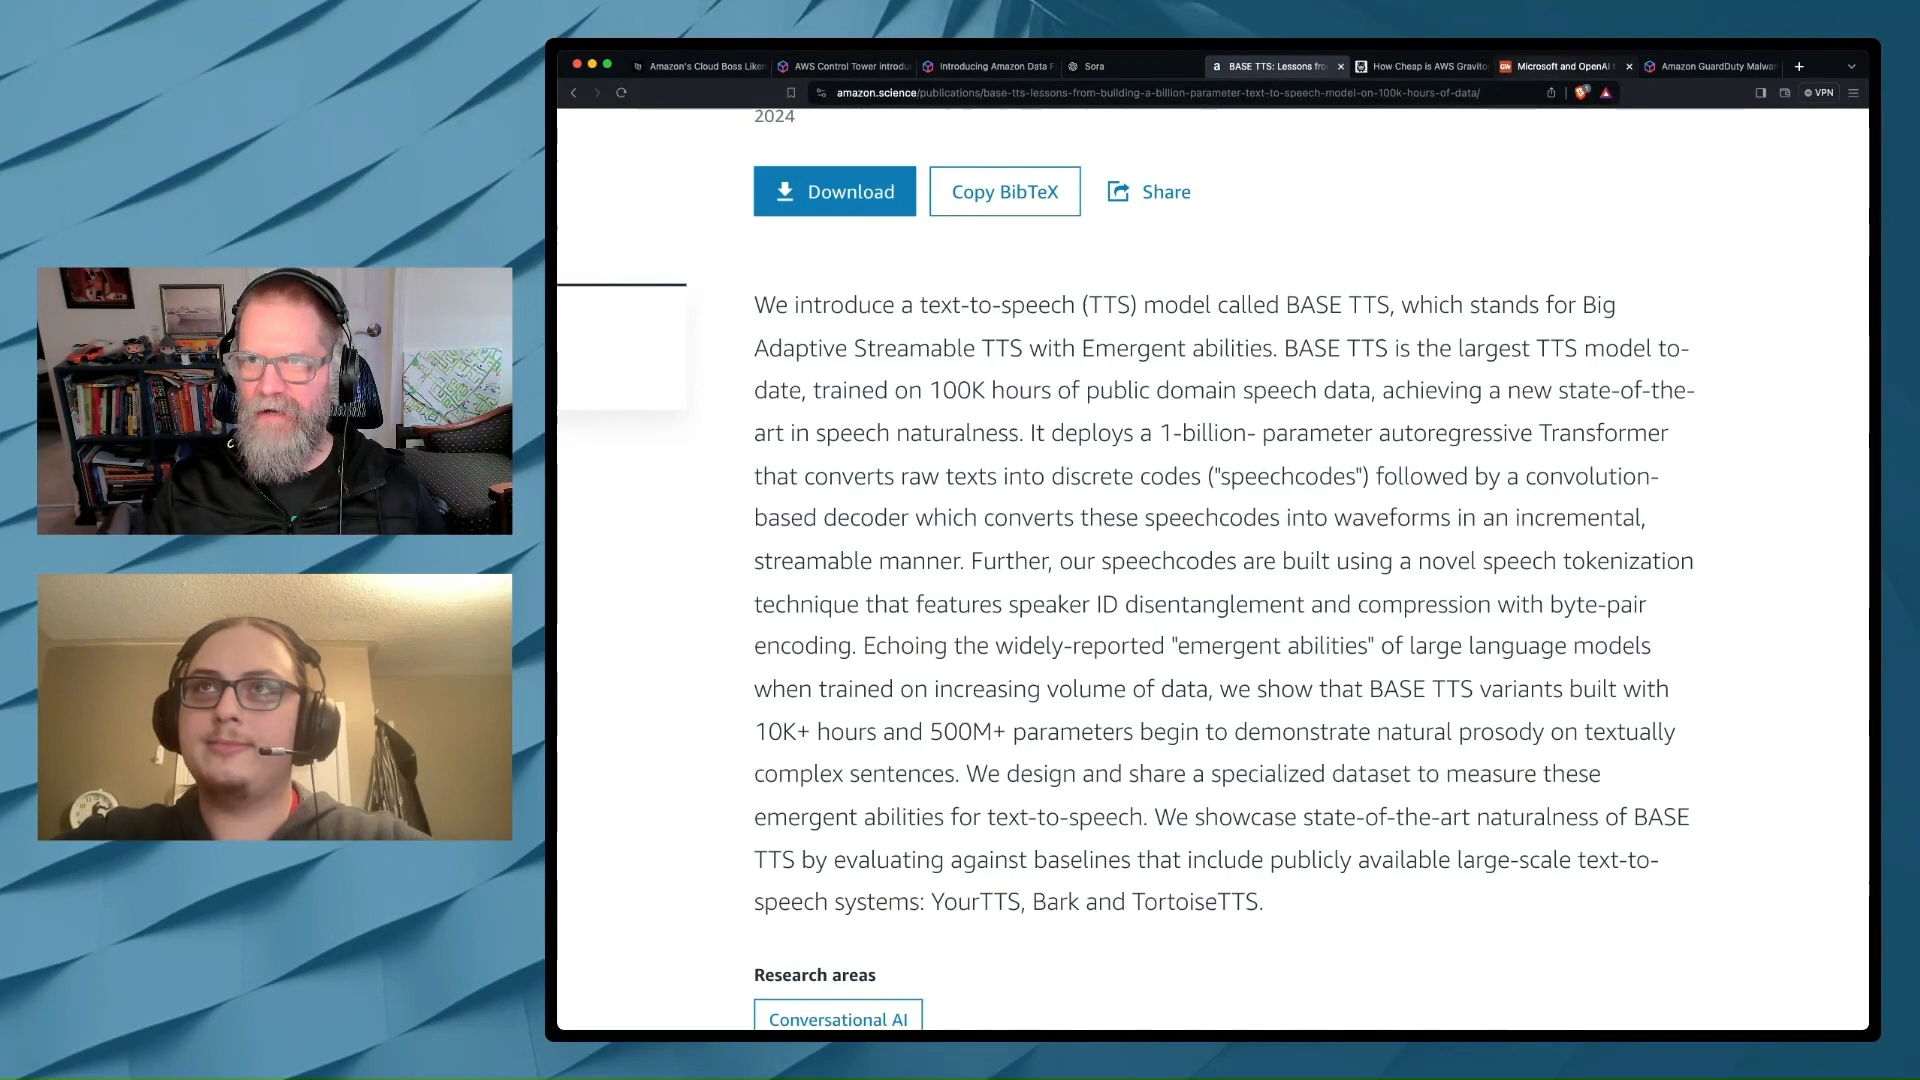 Amazon's Cloud Boss Liken
AWS Control Tower introdu
Introducing Amazon Data F
Sora
BASE TTS: Lessons fro
How Cheap is AWS Gravito
Microsoft and OpenAI
Amazon GuardDuty Malwar
amazon.science/publications/base-tts-lessons-from-building-a-billion-parameter-text-to-speech-model-on-100k-hours-of-data/
VPN
2024
Download
Copy BibTeX
Share
We introduce a text-to-speech (TTS) model called BASE TTS, which stands for Big
Adaptive Streamable TTS with Emergent abilities. BASE TTS is the largest TTS model to-
date, trained on 100K hours of public domain speech data, achieving a new state-of-the-
art in speech naturalness. It deploys a 1-billion- parameter autoregressive Transformer
that converts raw texts into discrete codes ("speechcodes") followed by a convolution-
based decoder which converts these speechcodes into waveforms in an incremental,
streamable manner. Further, our speechcodes are built using a novel speech tokenization
technique that features speaker ID disentanglement and compression with byte-pair
encoding. Echoing the widely-reported "emergent abilities" of large language models
when trained on increasing volume of data, we show that BASE TTS variants built with
10K+ hours and 500M+ parameters begin to demonstrate natural prosody on textually
complex sentences. We design and share a specialized dataset to measure these
emergent abilities for text-to-speech. We showcase state-of-the-art naturalness of BASE
TTS by evaluating against baselines that include publicly available large-scale text-to-
speech systems: YourTTS, Bark and TortoiseTTS.
Research areas
Conversational AI